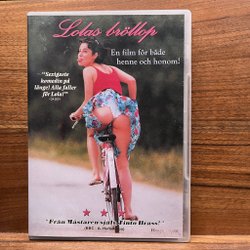 Lolas bröllop
En film för både
henne och honom!
"Sexigaste
komedin på
länge! Alla
faller
för Lola!"
"Från Mästaren själv Tinto Brass!"